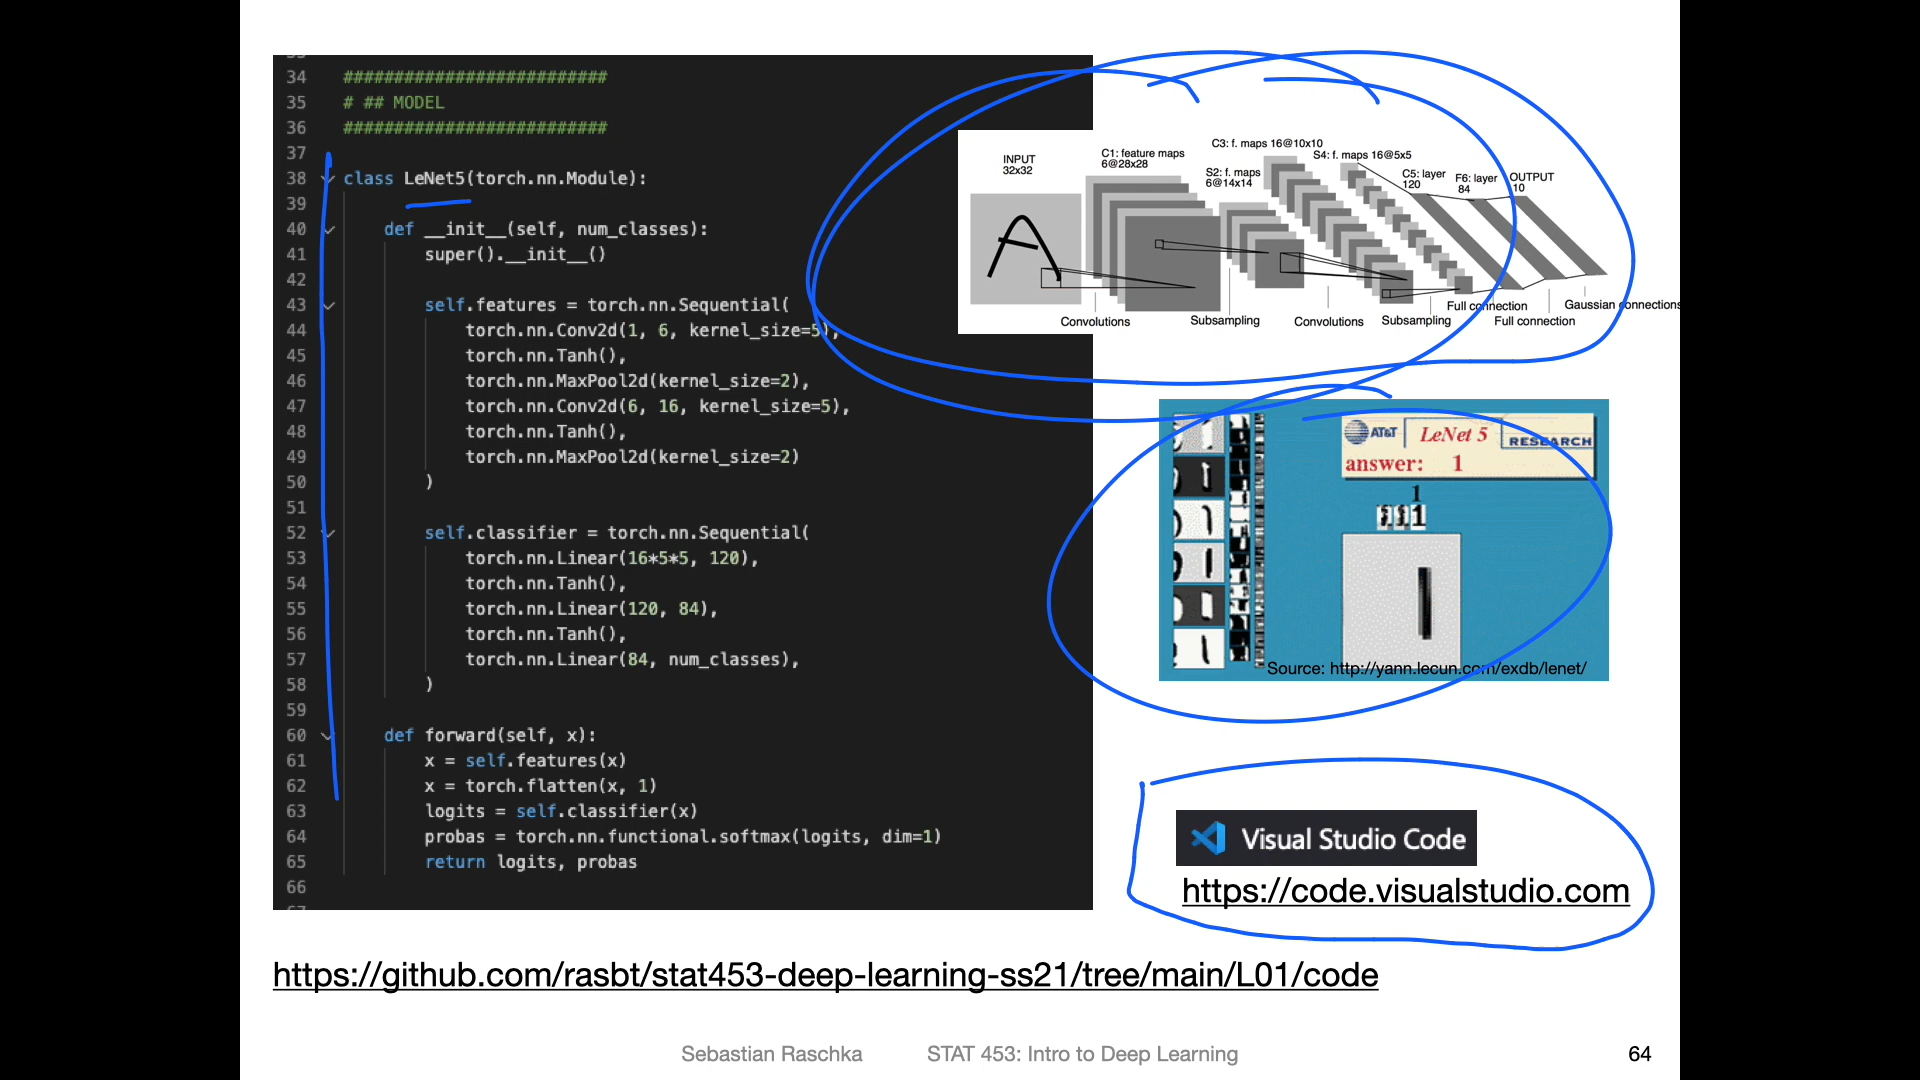 34 ##########################
35 # ## MODEL
36 ##########################
37
38 class LeNet5(torch.nn.Module):
39
40 def __init__(self, num_classes):
41 super().__init__()
42
43 self.features = torch.nn.Sequential(
44 torch.nn.Conv2d(1, 6, kernel_size=5),
45 torch.nn.Tanh(),
46 torch.nn.MaxPool2d(kernel_size=2),
47 torch.nn.Conv2d(6, 16, kernel_size=5),
48 torch.nn.Tanh(),
49 torch.nn.MaxPool2d(kernel_size=2)
50 )
51
52 self.classifier = torch.nn.Sequential(
53 torch.nn.Linear(16*5*5, 120),
54 torch.nn.Tanh(),
55 torch.nn.Linear(120, 84),
56 torch.nn.Tanh(),
57 torch.nn.Linear(84, num_classes),
58 )
59
60 def forward(self, x):
61 x = self.features(x)
62 x = torch.flatten(x, 1)
63 logits = self.classifier(x)
64 probas = torch.nn.functional.softmax(logits, dim=1)
65 return logits, probas
66
INPUT
32x32
A
C1: feature maps
6@28x28
S2: f. maps
6@14x14
C3: f. maps 16@10x10
S4: f. maps 16@5x5
C5: layer
120
F6: layer
84
OUTPUT
10
Convolutions
Subsampling
Convolutions
Subsampling
Full connection
Full connection
Gaussian connections
AT&T LeNet 5 RESEARCH
answer: 1
1
1
Source: http://yann.lecun.com/exdb/lenet/
Visual Studio Code
https://code.visualstudio.com
https://github.com/rasbt/stat453-deep-learning-ss21/tree/main/L01/code
Sebastian Raschka STAT 453: Intro to Deep Learning 64